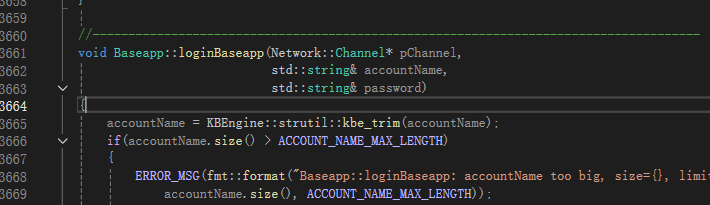 3658 }
3659
3660 //-------------------------------------------------------------------------------------
3661 void Baseapp::loginBaseapp(Network::Channel* pChannel,
3662 std::string& accountName,
3663 std::string& password)
3664 {
3665 accountName = KBEngine::strutil::kbe_trim(accountName);
3666 if(accountName.size() > ACCOUNT_NAME_MAX_LENGTH)
3667 {
3668 ERROR_MSG(fmt::format("Baseapp::loginBaseapp: accountName too big, size={}, limi
3669 accountName.size(), ACCOUNT_NAME_MAX_LENGTH));